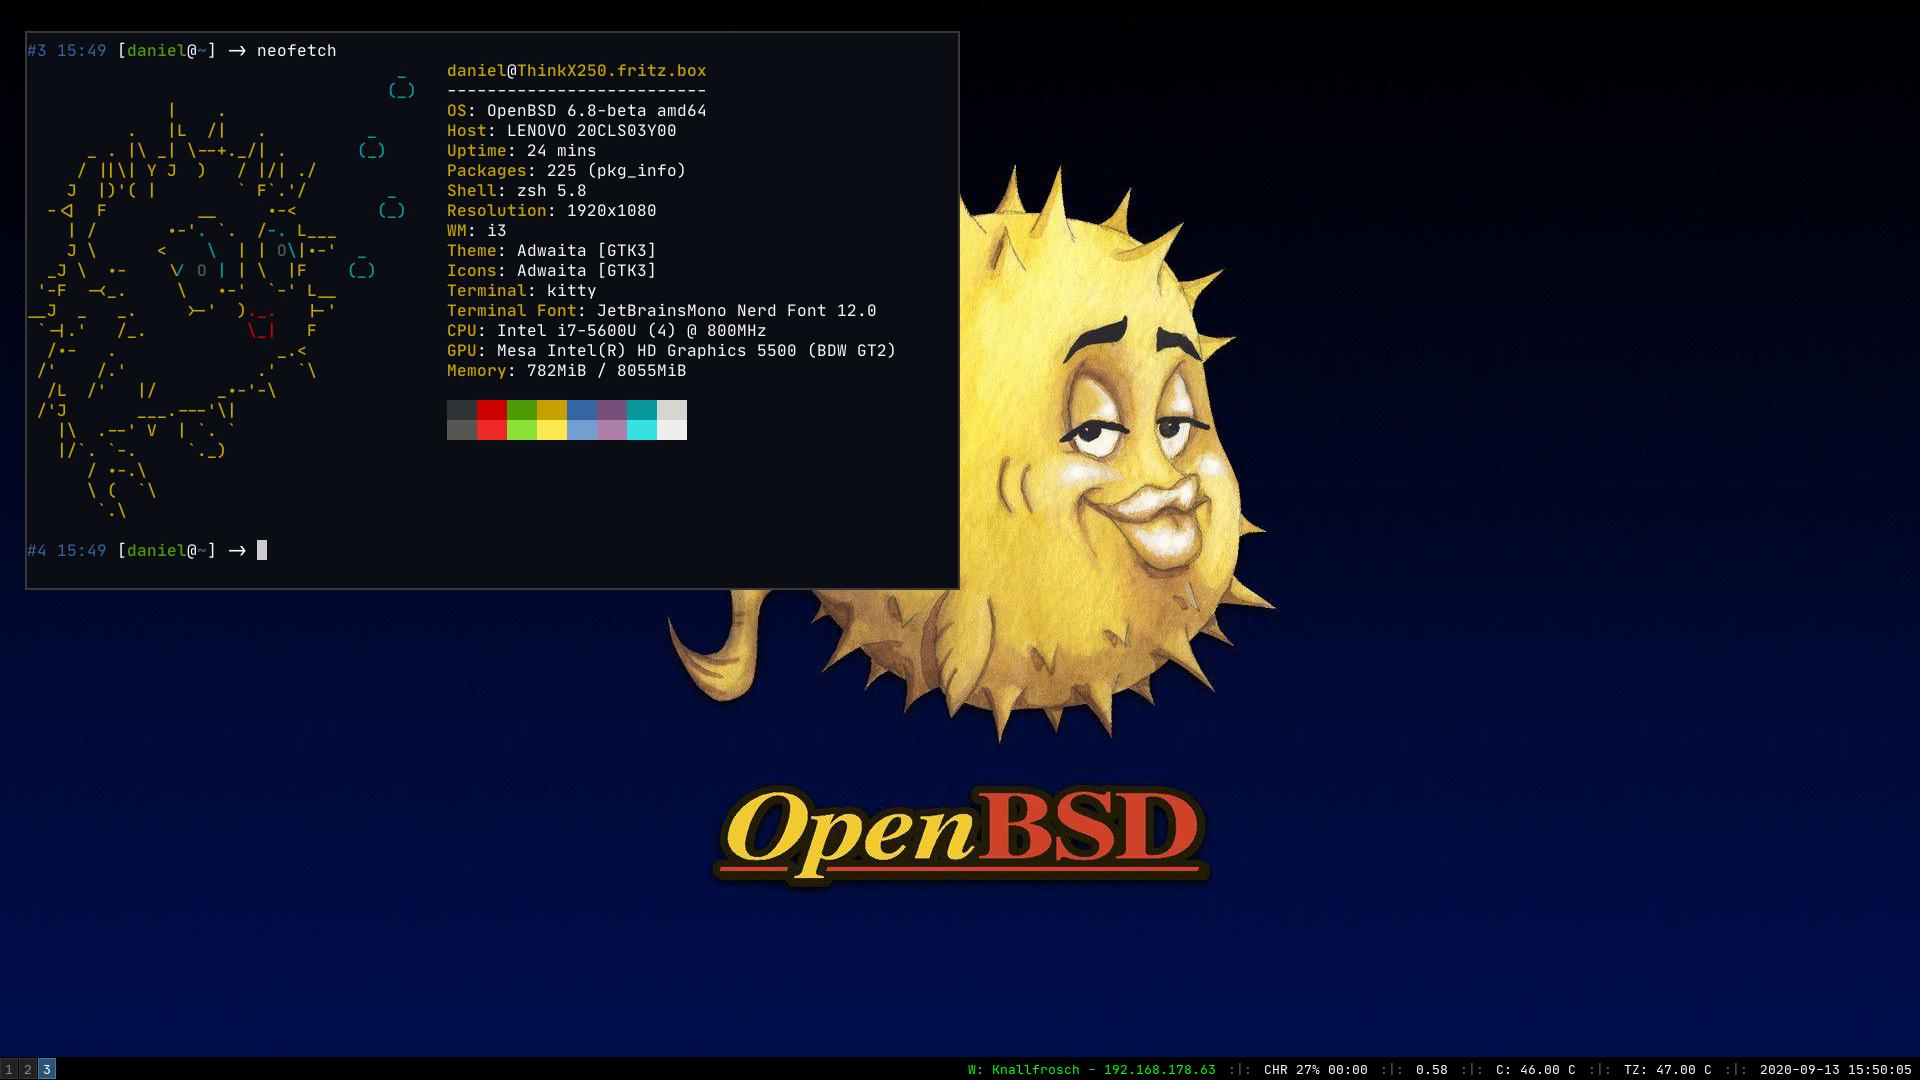 #3 15:49 [daniel@~] → neofetch
daniel@ThinkX250.fritz.box
--------------------------
OS: OpenBSD 6.8-beta amd64
Host: LENOVO 20CLS03Y00
Uptime: 24 mins
Packages: 225 (pkg_info)
Shell: zsh 5.8
Resolution: 1920x1080
WM: i3
Theme: Adwaita [GTK3]
Icons: Adwaita [GTK3]
Terminal: kitty
Terminal Font: JetBrainsMono Nerd Font 12.0
CPU: Intel i7-5600U (4) @ 800MHz
GPU: Mesa Intel(R) HD Graphics 5500 (BDW GT2)
Memory: 782MiB / 8055MiB
#4 15:49 [daniel@~] →
OpenBSD
1 2 3
W: Knallfrosch - 192.168.178.63 :|: CHR 27% 00:00 :|: 0.58 :|: C: 46.00 C :|: TZ: 47.00 C :|: 2020-09-13 15:50:05